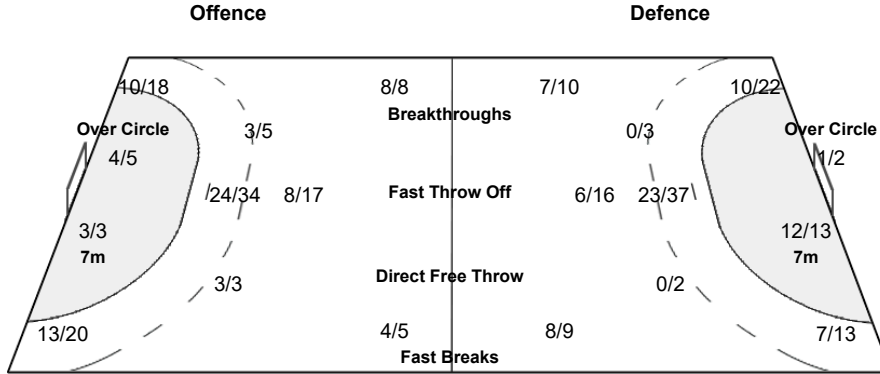 Offence Defence
10/18 8/8 7/10 10/22
Breakthroughs
Over Circle 3/5 0/3 Over Circle
4/5 1/2
24/34 8/17 Fast Throw Off 6/16 23/37
3/3 12/13
7m 7m
Direct Free Throw
3/3 0/2
13/20 4/5 8/9 7/13
Fast Breaks